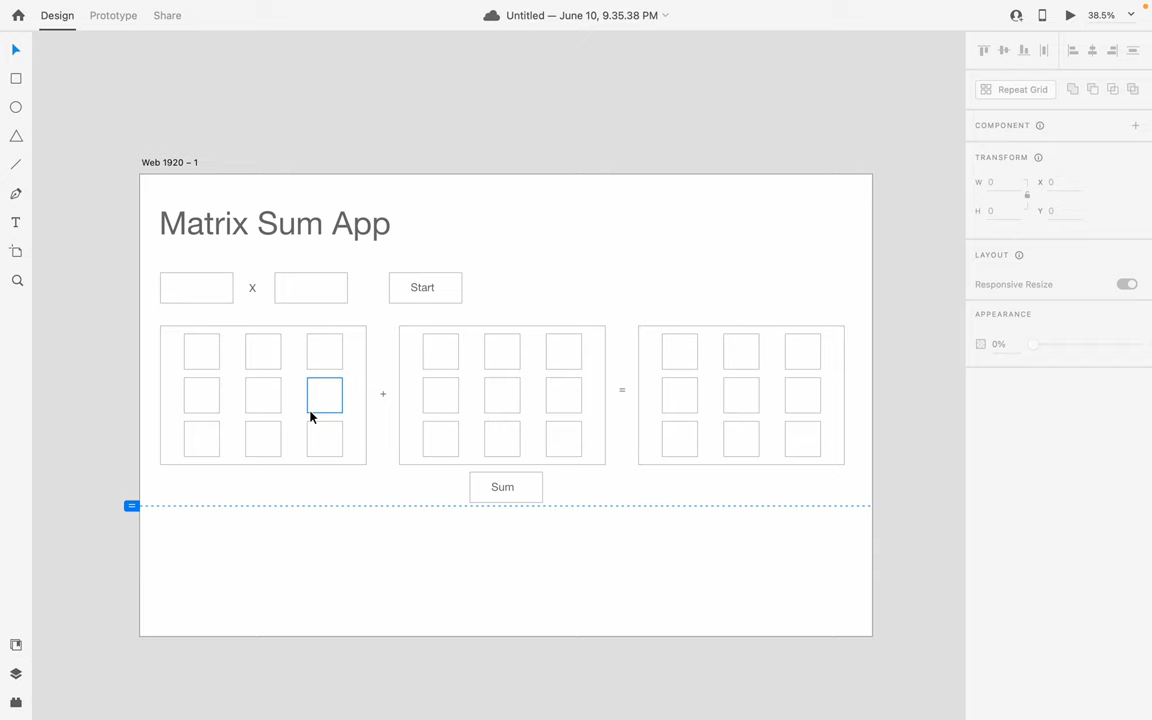 Design Prototype Share Untitled — June 10, 9.35.38 PM 38.5%
Repeat Grid
COMPONENT
Web 1920 – 1
TRANSFORM
W 0 X 0
H 0 Y 0
Matrix Sum App
LAYOUT
Responsive Resize
X Start
APPEARANCE
0%
+ =
Sum
=